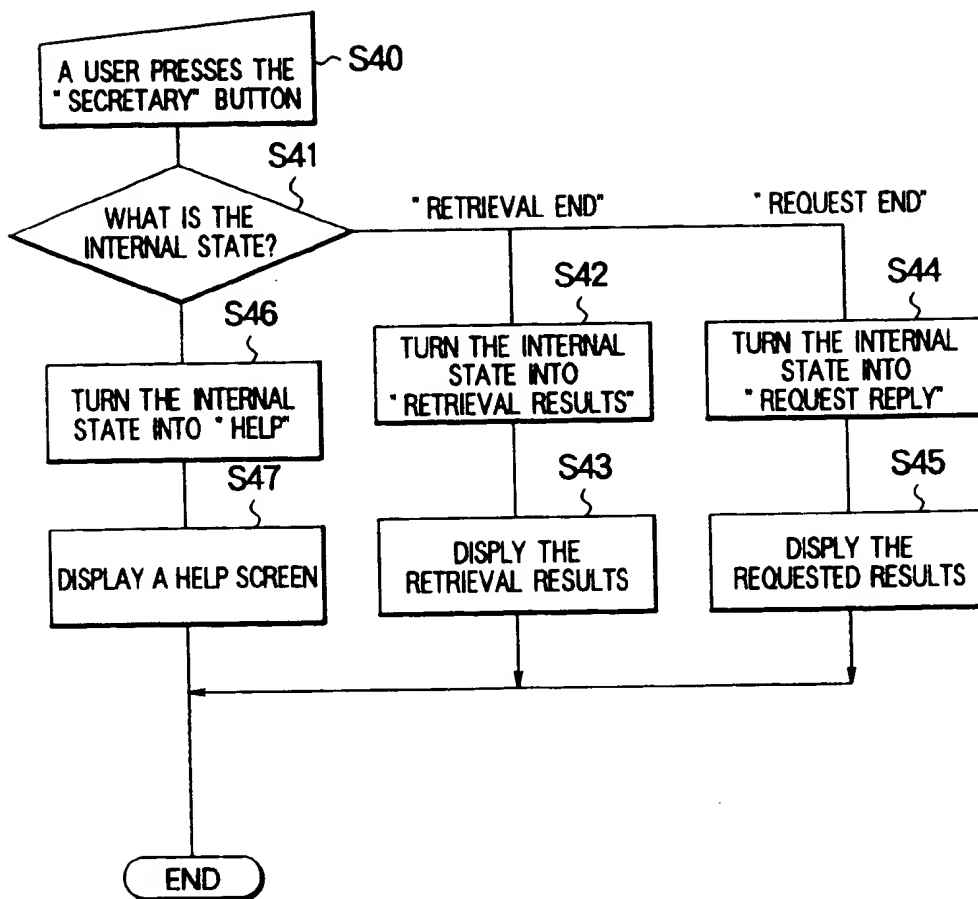 A USER PRESSES THE
"SECRETARY" BUTTON
S40
S41
WHAT IS THE
INTERNAL STATE?
"RETRIEVAL END"
"REQUEST END"
S46
TURN THE INTERNAL
STATE INTO "HELP"
S47
DISPLAY A HELP SCREEN
S42
TURN THE INTERNAL
STATE INTO
"RETRIEVAL RESULTS"
S43
DISPLY THE
RETRIEVAL RESULTS
S44
TURN THE INTERNAL
STATE INTO
"REQUEST REPLY"
S45
DISPLY THE
REQUESTED RESULTS
END